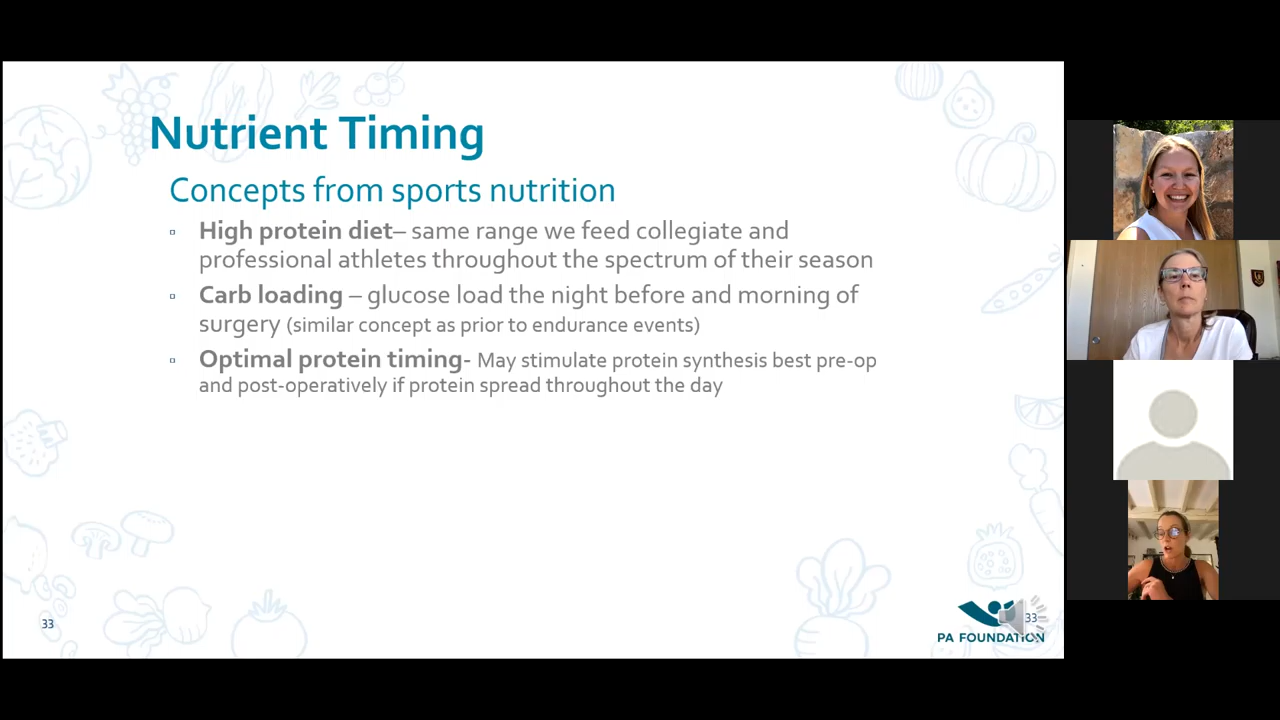 Nutrient Timing
Concepts from sports nutrition
▫ High protein diet– same range we feed collegiate and
professional athletes throughout the spectrum of their season
▫ Carb loading – glucose load the night before and morning of
surgery (similar concept as prior to endurance events)
▫ Optimal protein timing- May stimulate protein synthesis best pre-op
and post-operatively if protein spread throughout the day
33
33
PA FOUNDATION